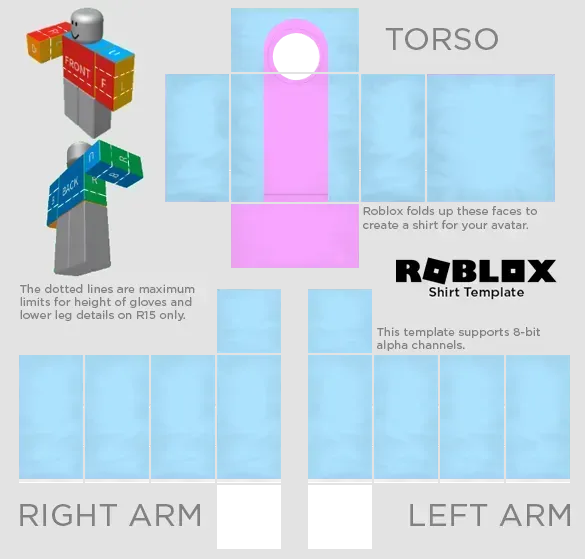 TORSO
FRONT
F
L
U
D
BACK
U
R
B
R
B
Roblox folds up these faces to
create a shirt for your avatar.
ROBLOX
Shirt Template
The dotted lines are maximum
limits for height of gloves and
lower leg details on R15 only.
This template supports 8-bit
alpha channels.
RIGHT ARM
LEFT ARM